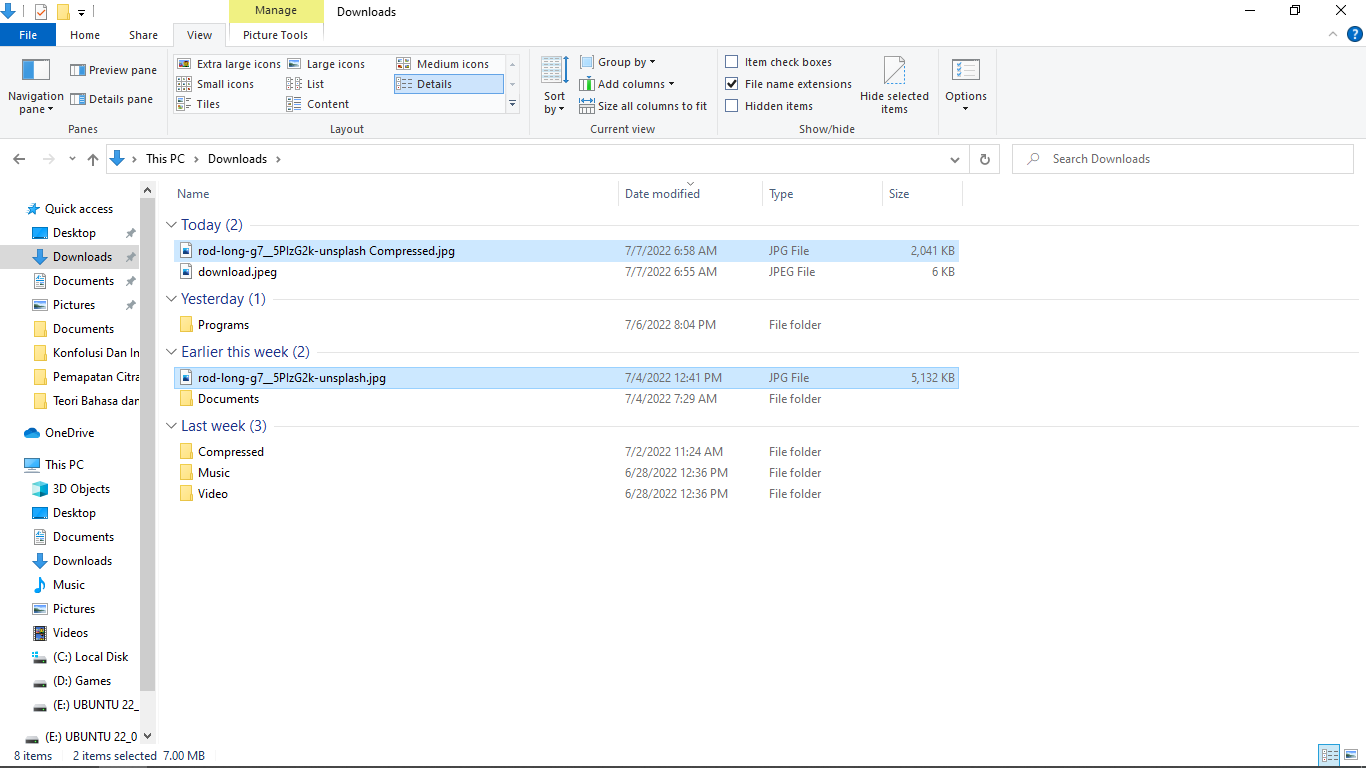 Manage Downloads
File Home Share View Picture Tools
Navigation pane
Preview pane
Details pane
Panes
Extra large icons Large icons Medium icons
Small icons List Details
Tiles Content
Layout
Sort by
Group by
Add columns
Size all columns to fit
Current view
Item check boxes
File name extensions
Hidden items
Hide selected items
Show/hide
Options
This PC > Downloads >
Search Downloads
Quick access
Desktop
Downloads
Documents
Pictures
Documents
Konfolusi Dan In
Pemapatan Citra
Teori Bahasa dan
OneDrive
This PC
3D Objects
Desktop
Documents
Downloads
Music
Pictures
Videos
(C:) Local Disk
(D:) Games
(E:) UBUNTU 22_
(E:) UBUNTU 22_0
Name Date modified Type Size
Today (2)
rod-long-g7__5PlzG2k-unsplash Compressed.jpg 7/7/2022 6:58 AM JPG File 2,041 KB
download.jpeg 7/7/2022 6:55 AM JPEG File 6 KB
Yesterday (1)
Programs 7/6/2022 8:04 PM File folder
Earlier this week (2)
rod-long-g7__5PlzG2k-unsplash.jpg 7/4/2022 12:41 PM JPG File 5,132 KB
Documents 7/4/2022 7:29 AM File folder
Last week (3)
Compressed 7/2/2022 11:24 AM File folder
Music 6/28/2022 12:36 PM File folder
Video 6/28/2022 12:36 PM File folder
8 items 2 items selected 7.00 MB